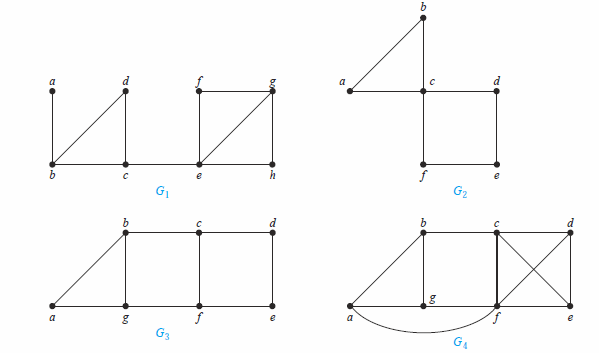 b
a d f g
a c d
b c e h
f e
G1
G2
b c d
b c d
a g f e
a g f e
G3
G4